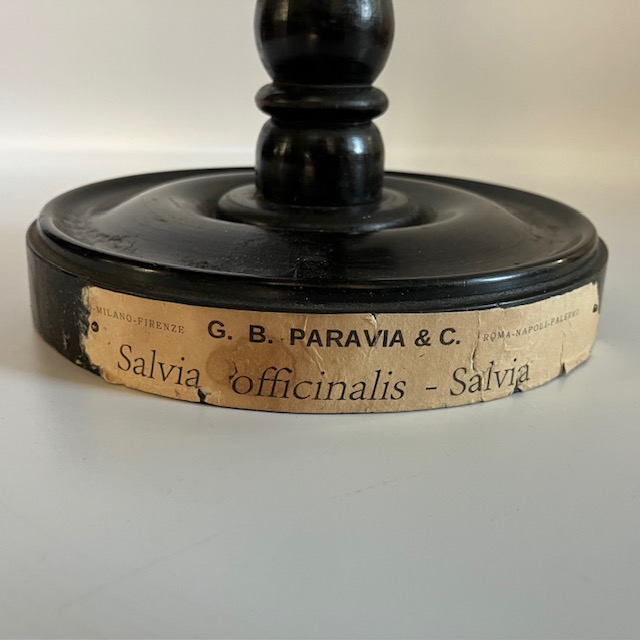 MILANO-FIRENZE G. B. PARAVIA & C. ROMA-NAPOLI-PALERMO
Salvia officinalis - Salvia